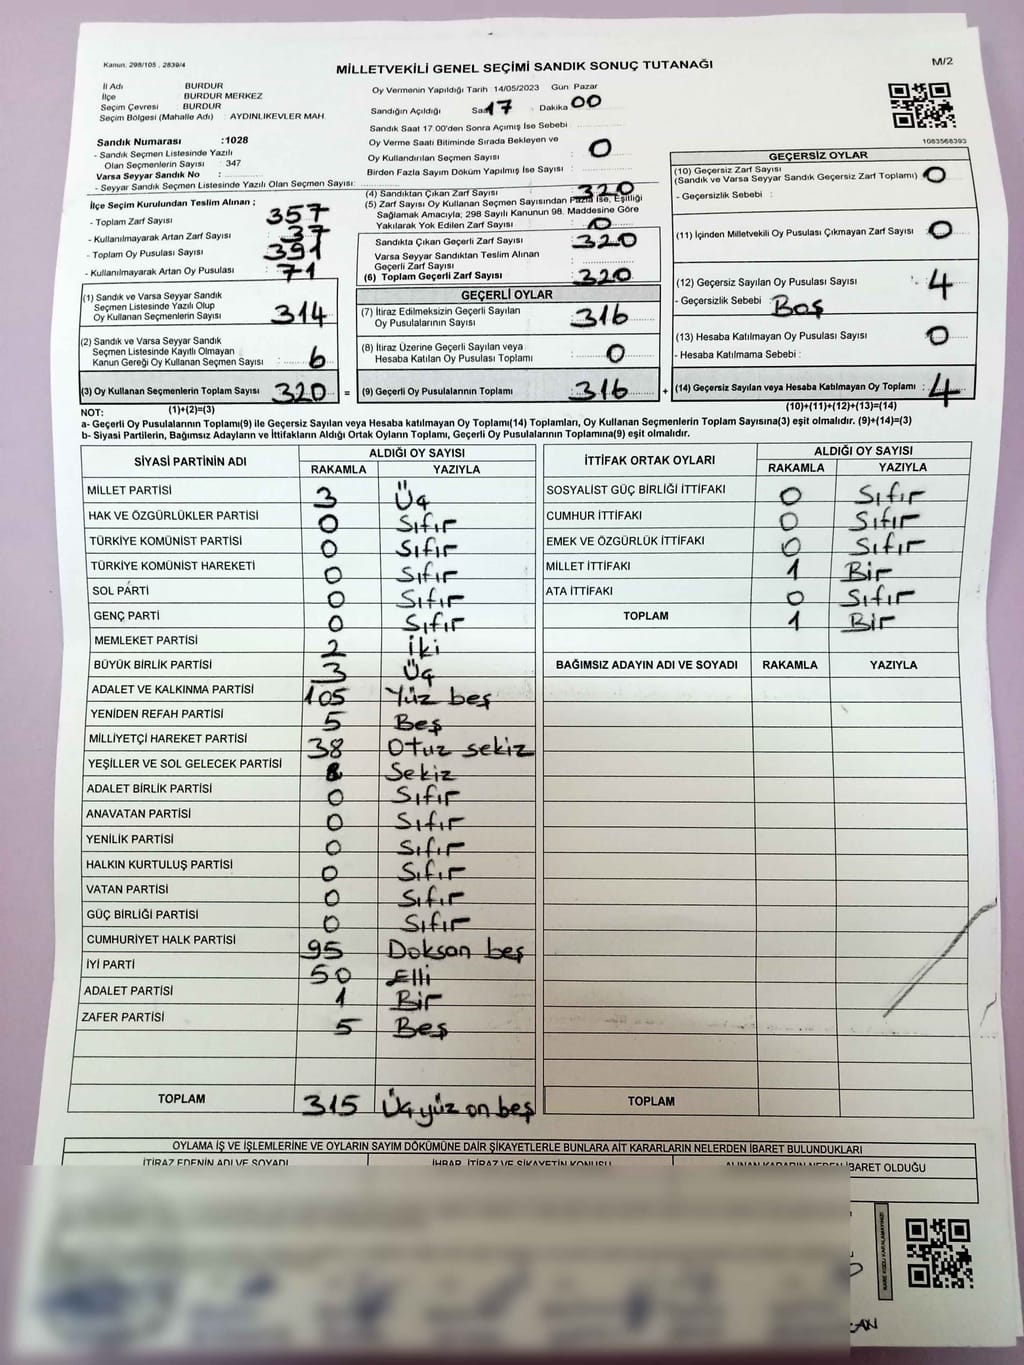 Kanun. 298/105 . 2839/4
MİLLETVEKİLİ GENEL SEÇİMİ SANDIK SONUÇ TUTANAĞI
M/2
İl Adı BURDUR
İlçe BURDUR MERKEZ
Seçim Çevresi : BURDUR
Seçim Bölgesi (Mahalle Adı) : AYDINLIKEVLER MAH.
Sandık Numarası :1028
- Sandık Seçmen Listesinde Yazılı
Olan Seçmenlerin Sayısı : 347
Varsa Seyyar Sandık No :
- Seyyar Sandık Seçmen Listesinde Yazılı Olan Seçmen Sayısı:
İlçe Seçim Kurulundan Teslim Alınan ;
- Toplam Zarf Sayısı 357
- Kullanılmayarak Artan Zarf Sayısı : 37
- Toplam Oy Pusulası Sayısı 391
- Kullanılmayarak Artan Oy Pusulası : 71
(1) Sandık ve Varsa Seyyar Sandık
Seçmen Listesinde Yazılı Olup
Oy Kullanan Seçmenlerin Sayısı 314
(2) Sandık ve Varsa Seyyar Sandık
Seçmen Listesinde Kayıtlı Olmayan
Kanun Gereği Oy Kullanan Seçmen Sayısı : 6
(3) Oy Kullanan Seçmenlerin Toplam Sayısı 320 =
(1)+(2)=(3)
Oy Vermenin Yapıldığı Tarih 14/05/2023 Gün: Pazar
Sandığın Açıldığı Saat 17 Dakika 00
Sandık Saat 17.00'den Sonra Açmış İse Sebebi :
Oy Verme Saati Bitiminde Sırada Bekleyen ve
Oy Kullandırılan Seçmen Sayısı 0
Birden Fazla Sayım Döküm Yapılmış İse Sayısı :
(4) Sandıktan Çıkan Zarf Sayısı : 320
(5) Zarf Sayısı Oy Kullanan Seçmen Sayısından Fazla İse, Eşitliği
Sağlamak Amacıyla; 298 Sayılı Kanunun 98. Maddesine Göre
Yakılarak Yok Edilen Zarf Sayısı : 0
Sandıkta Çıkan Geçerli Zarf Sayısı : 320
Varsa Seyyar Sandıktan Teslim Alınan
Geçerli Zarf Sayısı :
(6) Toplam Geçerli Zarf Sayısı : 320
GEÇERLİ OYLAR
(7) İtiraz Edilmeksizin Geçerli Sayılan
Oy Pusulalarının Sayısı : 316
(8) İtiraz Üzerine Geçerli Sayılan veya
Hesaba Katılan Oy Pusulası Toplamı : 0
(9) Geçerli Oy Pusulalarının Toplamı : 316 +
1083568393
GEÇERSİZ OYLAR
(10) Geçersiz Zarf Sayısı
(Sandık ve Varsa Seyyar Sandık Geçersiz Zarf Toplamı) : 0
- Geçersizlik Sebebi :
(11) İçinden Milletvekili Oy Pusulası Çıkmayan Zarf Sayısı : 0
(12) Geçersiz Sayılan Oy Pusulası Sayısı : 4
- Geçersizlik Sebebi : Boş
(13) Hesaba Katılmayan Oy Pusulası Sayısı : 0
- Hesaba Katılmama Sebebi :
(14) Geçersiz Sayılan veya Hesaba Katılmayan Oy Toplamı : 4
(10)+(11)+(12)+(13)=(14)
NOT:
a- Geçerli Oy Pusulalarının Toplamı(9) ile Geçersiz Sayılan veya Hesaba katılmayan Oy Toplamı(14) Toplamları, Oy Kullanan Seçmenlerin Toplam Sayısına(3) eşit olmalıdır. (9)+(14)=(3)
b- Siyasi Partilerin, Bağımsız Adayların ve İttifakların Aldığı Ortak Oyların Toplamı, Geçerli Oy Pusulalarının Toplamına(9) eşit olmalıdır.
SİYASİ PARTİNİN ADI ALDIĞI OY SAYISI
RAKAMLA YAZIYLA
MİLLET PARTİSİ 3 Üç
HAK VE ÖZGÜRLÜKLER PARTİSİ 0 Sıfır
TÜRKİYE KOMÜNİST PARTİSİ 0 Sıfır
TÜRKİYE KOMÜNİST HAREKETİ 0 Sıfır
SOL PARTİ 0 Sıfır
GENÇ PARTİ 0 Sıfır
MEMLEKET PARTİSİ 2 İki
BÜYÜK BİRLİK PARTİSİ 3 Üç
ADALET VE KALKINMA PARTİSİ 105 Yüz beş
YENİDEN REFAH PARTİSİ 5 Beş
MİLLİYETÇİ HAREKET PARTİSİ 38 Otuz sekiz
YEŞİLLER VE SOL GELECEK PARTİSİ 8 Sekiz
ADALET BİRLİK PARTİSİ 0 Sıfır
ANAVATAN PARTİSİ 0 Sıfır
YENİLİK PARTİSİ 0 Sıfır
HALKIN KURTULUŞ PARTİSİ 0 Sıfır
VATAN PARTİSİ 0 Sıfır
GÜÇ BİRLİĞİ PARTİSİ 0 Sıfır
CUMHURİYET HALK PARTİSİ 95 Doksan beş
İYİ PARTİ 50 Elli
ADALET PARTİSİ 1 Bir
ZAFER PARTİSİ 5 Beş
TOPLAM 315 Üçyüz on beş
İTTİFAK ORTAK OYLARI ALDIĞI OY SAYISI
RAKAMLA YAZIYLA
SOSYALİST GÜÇ BİRLİĞİ İTTİFAKI 0 Sıfır
CUMHUR İTTİFAKI 0 Sıfır
EMEK VE ÖZGÜRLÜK İTTİFAKI 0 Sıfır
MİLLET İTTİFAKI 1 Bir
ATA İTTİFAKI 0 Sıfır
TOPLAM 1 Bir
BAĞIMSIZ ADAYIN ADI VE SOYADI RAKAMLA YAZIYLA
TOPLAM
OYLAMA İŞ VE İŞLEMLERİNE VE OYLARIN SAYIM DÖKÜMÜNE DAİR ŞİKAYETLERLE BUNLARA AİT KARARLARIN NELERDEN İBARET BULUNDUKLARI
İTİRAZ EDENİN ADI VE SOYADI İHBAR, İTİRAZ VE ŞİKAYETİN KONUSU ALINAN KARARIN NEDEN İBARET OLDUĞU